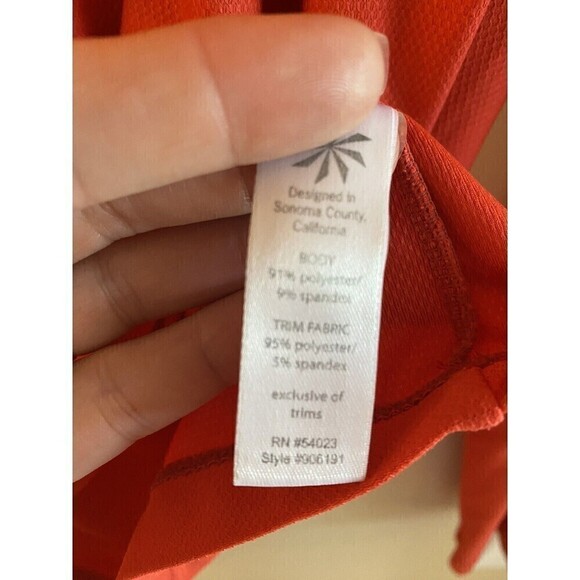 Designed in
Sonoma County,
California
BODY
91% polyester/
9% spandex
TRIM FABRIC
95% polyester/
5% spandex
exclusive of
trims
RN #54023
Style #906191